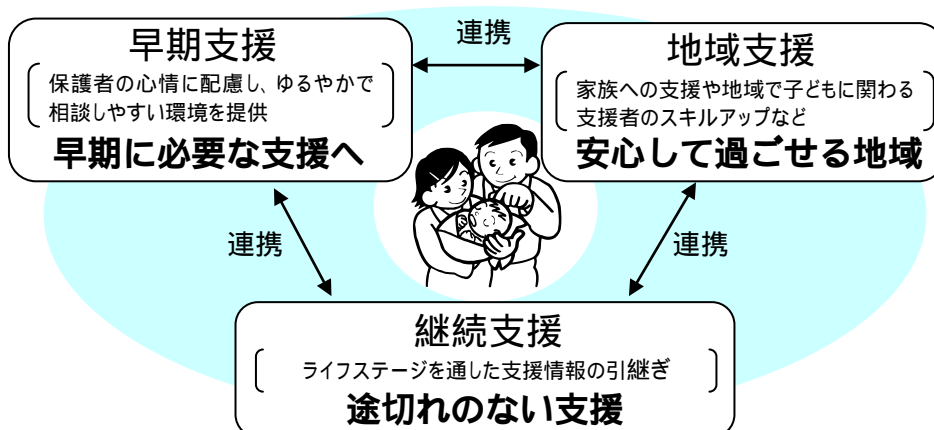 早期支援
保護者の心情に配慮し、ゆるやかで
相談しやすい環境を提供
早期に必要な支援へ
連携
地域支援
家族への支援や地域で子どもに関わる
支援者のスキルアップなど
安心して過ごせる地域
連携
連携
継続支援
ライフステージを通した支援情報の引継ぎ
途切れのない支援